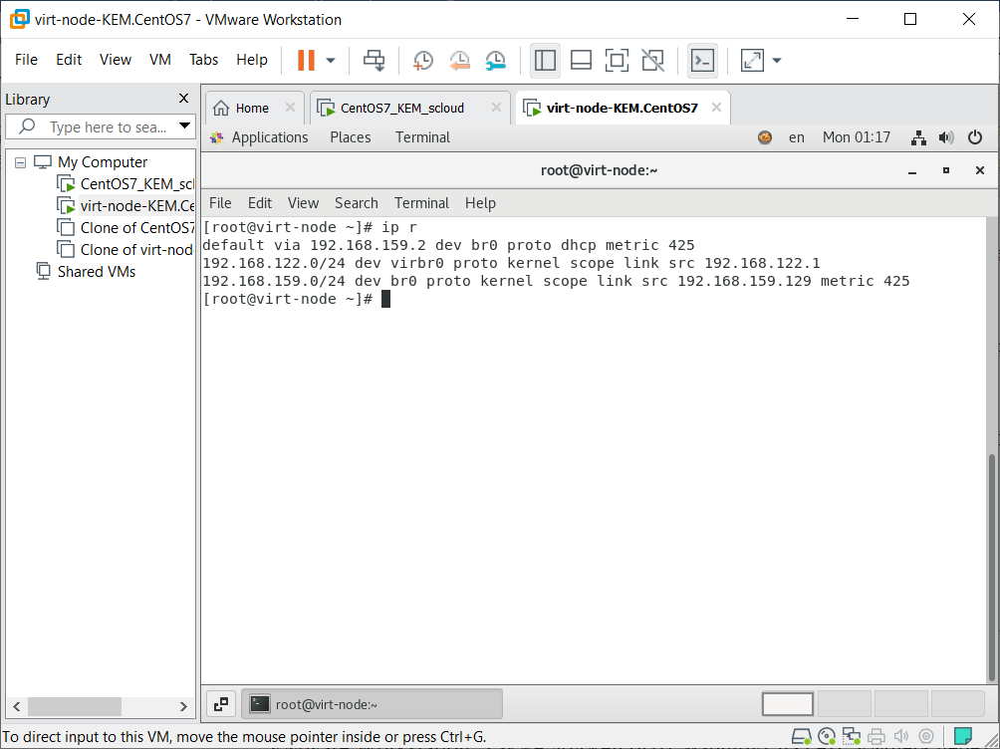 virt-node-KEM.CentOS7 - VMware Workstation
File Edit View VM Tabs Help
Library
Type here to sea...
My Computer
CentOS7_KEM_scl
virt-node-KEM.Ce
Clone of CentOS7
Clone of virt-nod
Shared VMs
Home CentOS7_KEM_scloud virt-node-KEM.CentOS7
Applications Places Terminal en Mon 01:17
root@virt-node:~
File Edit View Search Terminal Help
[root@virt-node ~]# ip r
default via 192.168.159.2 dev br0 proto dhcp metric 425
192.168.122.0/24 dev virbr0 proto kernel scope link src 192.168.122.1
192.168.159.0/24 dev br0 proto kernel scope link src 192.168.159.129 metric 425
[root@virt-node ~]#
root@virt-node:~
To direct input to this VM, move the mouse pointer inside or press Ctrl+G.